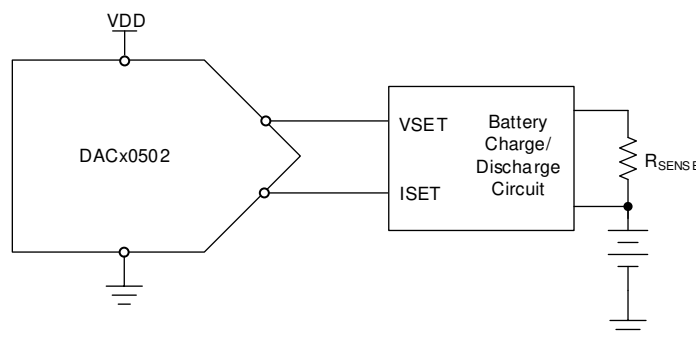 VDD
DACx0502
VSET
ISET
Battery
Charge/
Discharge
Circuit
RSENSE